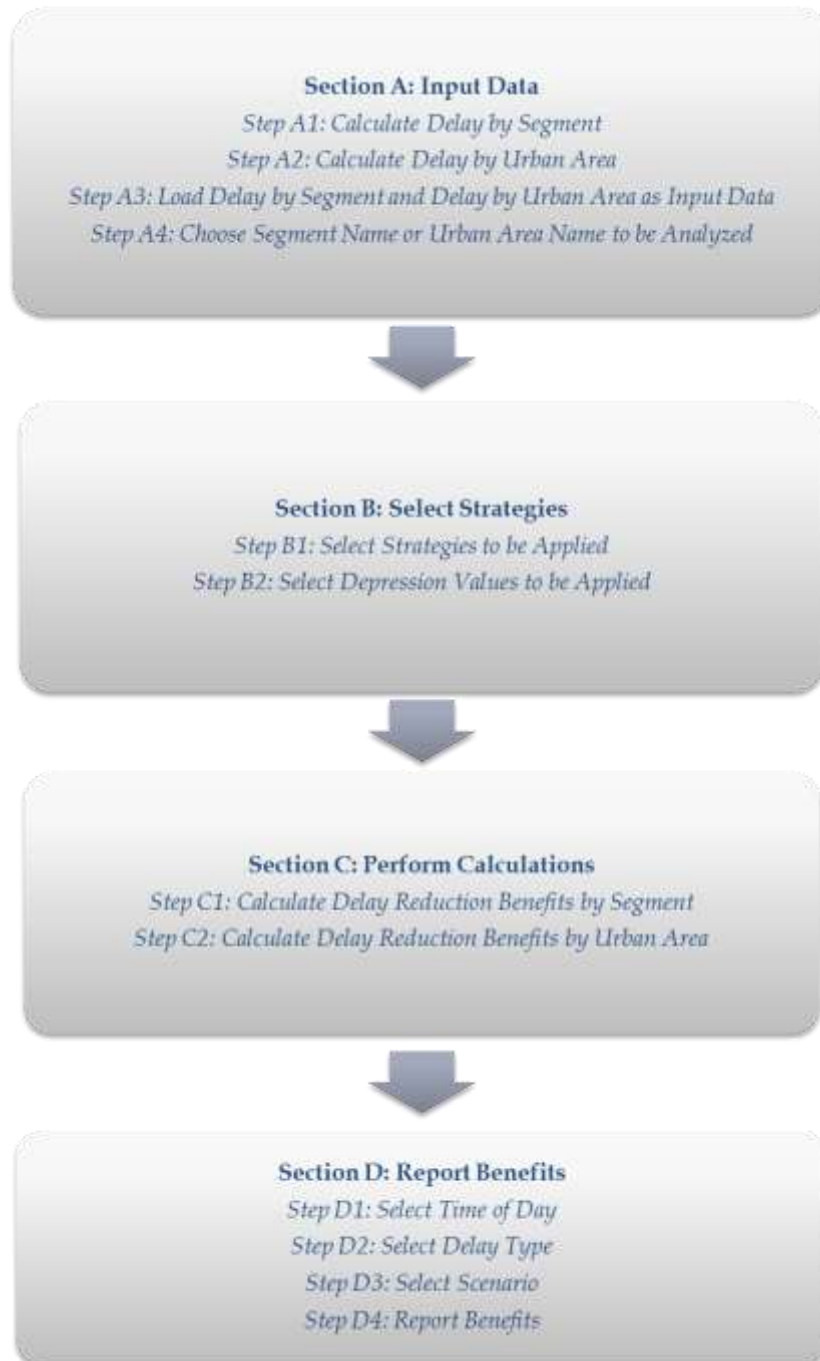 Section A: Input Data
Step A1: Calculate Delay by Segment
Step A2: Calculate Delay by Urban Area
Step A3: Load Delay by Segment and Delay by Urban Area as Input Data
Step A4: Choose Segment Name or Urban Area Name to be Analyzed
Section B: Select Strategies
Step B1: Select Strategies to be Applied
Step B2: Select Depression Values to be Applied
Section C: Perform Calculations
Step C1: Calculate Delay Reduction Benefits by Segment
Step C2: Calculate Delay Reduction Benefits by Urban Area
Section D: Report Benefits
Step D1: Select Time of Day
Step D2: Select Delay Type
Step D3: Select Scenario
Step D4: Report Benefits